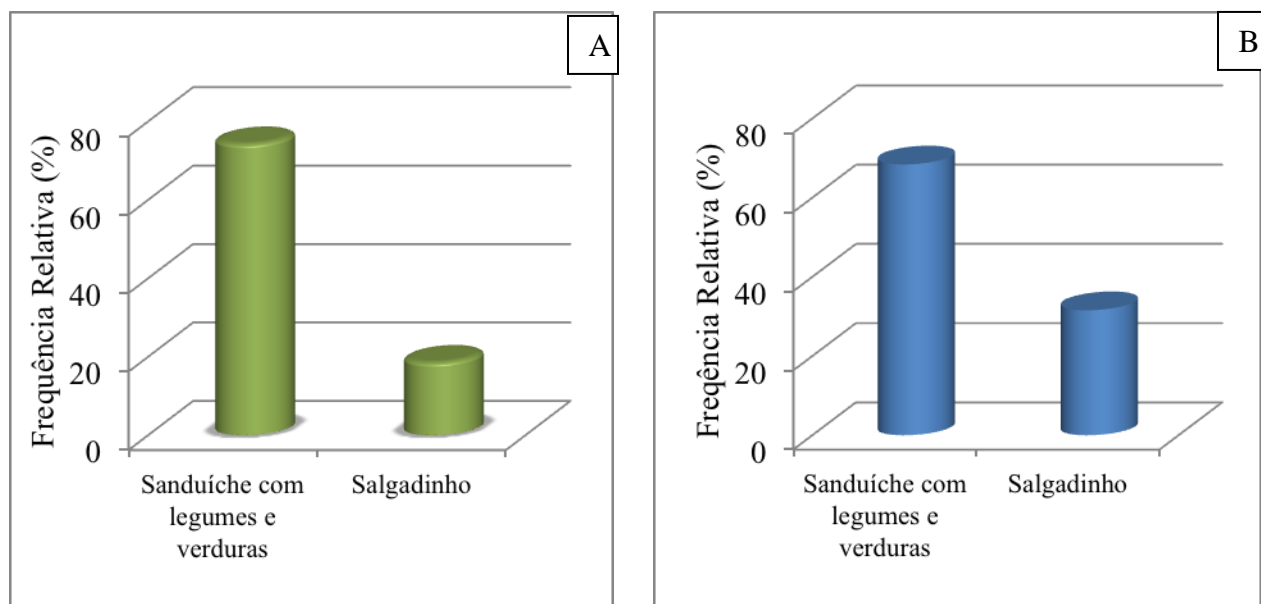 A
Frequência Relativa (%)
80
60
40
20
0
Sanduíche com
legumes e
verduras
Salgadinho
B
Freqência Relativa (%)
80
60
40
20
0
Sanduíche com
legumes e
verduras
Salgadinho